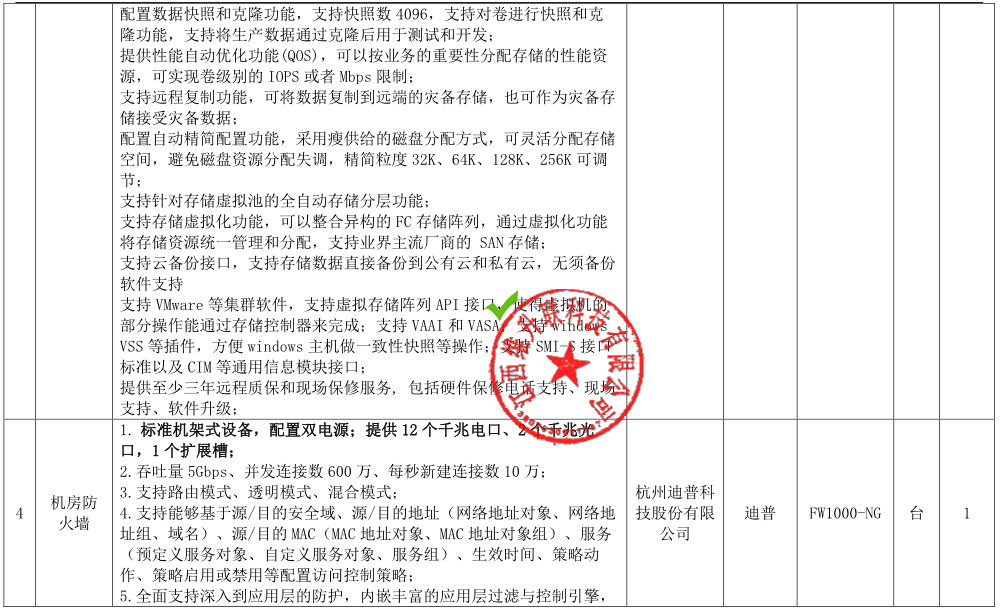 配置数据快照和克隆功能，支持快照数 4096，支持对卷进行快照和克
隆功能，支持将生产数据通过克隆后用于测试和开发；
提供性能自动优化功能(QOS)，可以按业务的重要性分配存储的性能资
源，可实现卷级别的 IOPS 或者 Mbps 限制；
支持远程复制功能，可将数据复制到远端的灾备存储，也可作为灾备存
储接受灾备数据；
配置自动精简配置功能，采用瘦供给的磁盘分配方式，可灵活分配存储
空间，避免磁盘资源分配失调，精简粒度 32K、64K、128K、256K 可调
节；
支持针对存储虚拟池的全自动存储分层功能；
支持存储虚拟化功能，可以整合异构的 FC 存储阵列，通过虚拟化功能
将存储资源统一管理和分配，支持业界主流厂商的 SAN 存储；
支持云备份接口，支持存储数据直接备份到公有云和私有云，无须备份
软件支持
支持 VMware 等集群软件，支持虚拟存储阵列 API 接口，使得虚拟机的
部分操作能通过存储控制器来完成；支持 VAAI 和 VASA，支持 windows
VSS 等插件，方便 windows 主机做一致性快照等操作；支持 SMI-S 接口
标准以及 CIM 等通用信息模块接口；
提供至少三年远程质保和现场保修服务, 包括硬件保修电话支持、现场
支持、软件升级；
4
机房防
火墙
1. 标准机架式设备，配置双电源；提供 12 个千兆电口、2 个千兆光
口，1 个扩展槽；
2.吞吐量 5Gbps、并发连接数 600 万、每秒新建连接数 10 万；
3.支持路由模式、透明模式、混合模式；
4.支持能够基于源/目的安全域、源/目的地址（网络地址对象、网络地
址组、域名）、源/目的 MAC（MAC 地址对象、MAC 地址对象组）、服务
（预定义服务对象、自定义服务对象、服务组）、生效时间、策略动
作、策略启用或禁用等配置访问控制策略；
5.全面支持深入到应用层的防护，内嵌丰富的应用层过滤与控制引擎，
杭州迪普科
技股份有限
公司
迪普
FW1000-NG
台
1